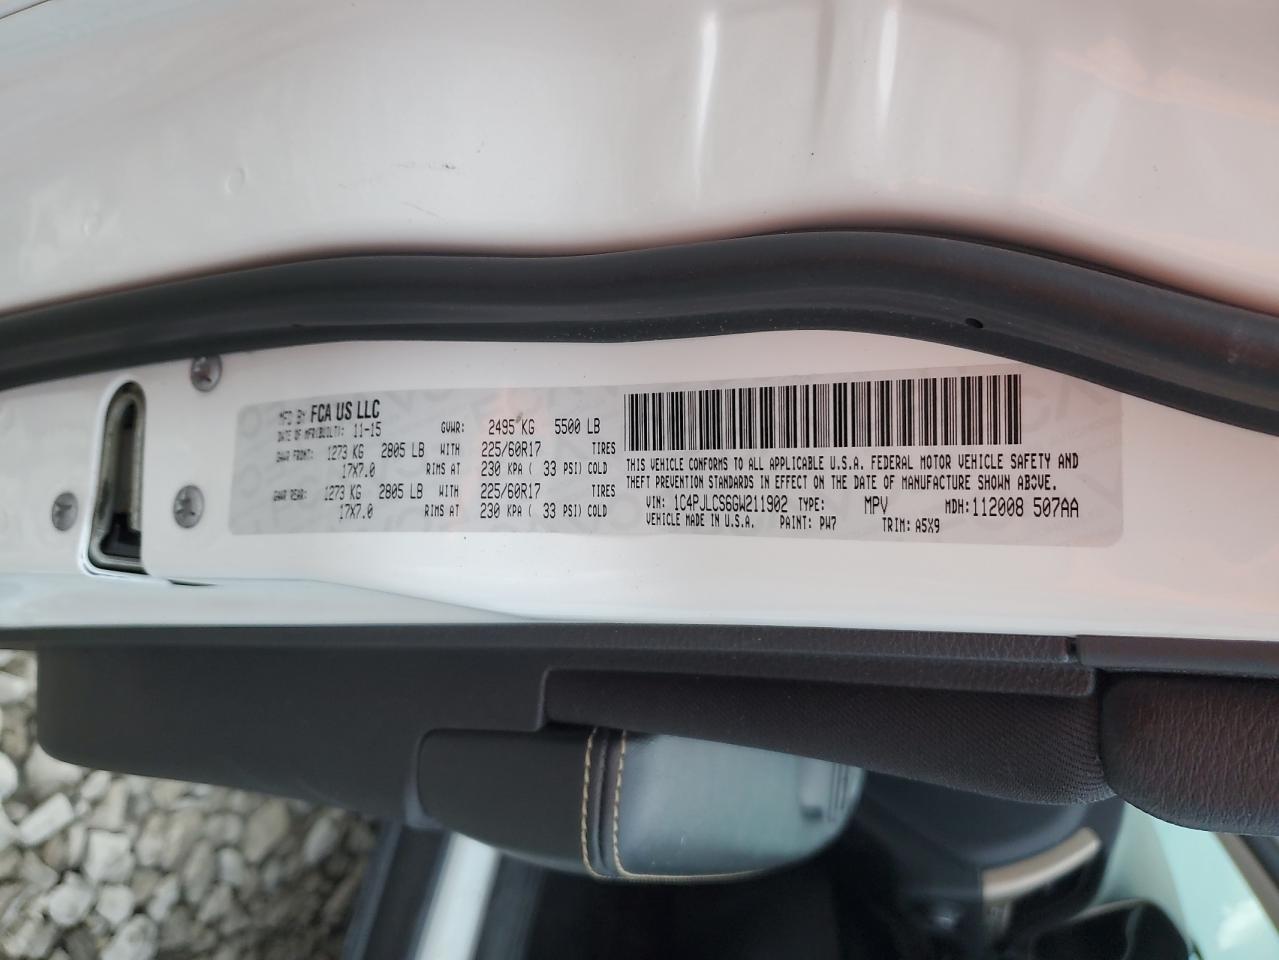 MFD BY FCA US LLC
DATE OF MFR(BUILT): 11-15 GVWR: 2495 KG 5500 LB
GAWR FRONT: 1273 KG 2805 LB WITH 225/60R17 TIRES
17X7.0 RIMS AT 230 KPA ( 33 PSI) COLD
GAWR REAR: 1273 KG 2805 LB WITH 225/60R17 TIRES
17X7.0 RIMS AT 230 KPA ( 33 PSI) COLD
THIS VEHICLE CONFORMS TO ALL APPLICABLE U.S.A. FEDERAL MOTOR VEHICLE SAFETY AND
THEFT PREVENTION STANDARDS IN EFFECT ON THE DATE OF MANUFACTURE SHOWN ABOVE.
VIN: 1C4PJLCS6GW211902 TYPE: MPV MDH: 112008 507AA
VEHICLE MADE IN U.S.A. PAINT: PW7 TRIM: A5X9